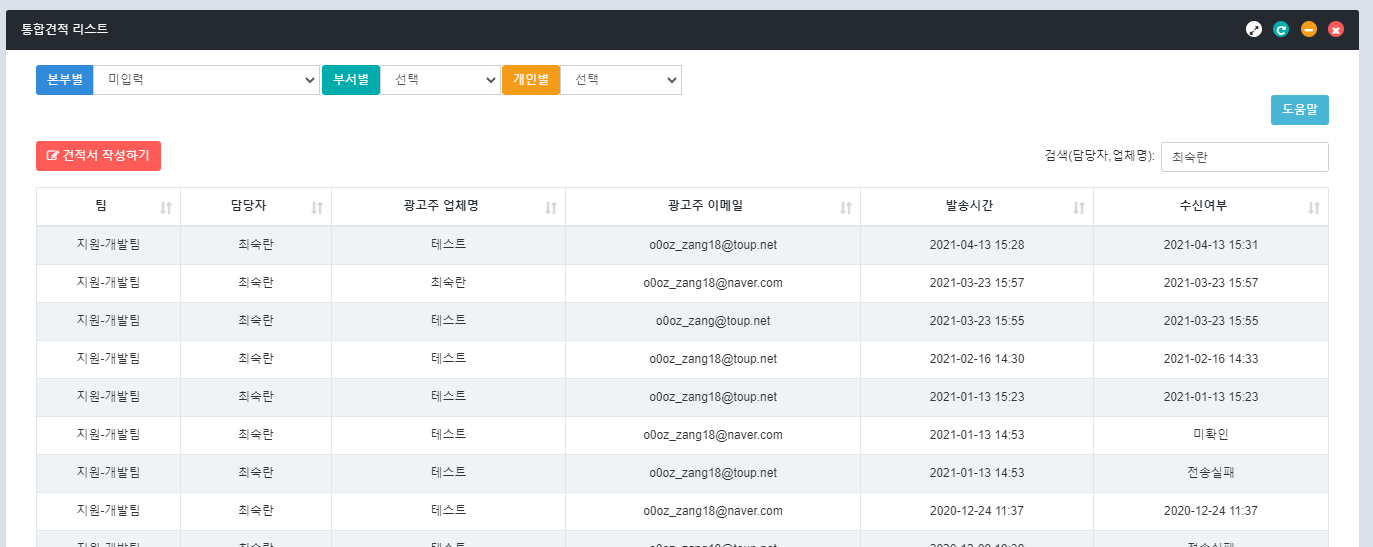 통합견적 리스트
본부별 미입력 부서별 선택 개인별 선택
도움말
견적서 작성하기 검색(담당자,업체명): 최숙란
팀 담당자 광고주 업체명 광고주 이메일 발송시간 수신여부
지원-개발팀 최숙란 테스트 o0oz_zang18@toup.net 2021-04-13 15:28 2021-04-13 15:31
지원-개발팀 최숙란 최숙란 o0oz_zang18@naver.com 2021-03-23 15:57 2021-03-23 15:57
지원-개발팀 최숙란 테스트 o0oz_zang@toup.net 2021-03-23 15:55 2021-03-23 15:55
지원-개발팀 최숙란 테스트 o0oz_zang18@toup.net 2021-02-16 14:30 2021-02-16 14:33
지원-개발팀 최숙란 테스트 o0oz_zang18@toup.net 2021-01-13 15:23 2021-01-13 15:23
지원-개발팀 최숙란 테스트 o0oz_zang18@naver.com 2021-01-13 14:53 미확인
지원-개발팀 최숙란 테스트 o0oz_zang18@toup.net 2021-01-13 14:53 전송실패
지원-개발팀 최숙란 테스트 o0oz_zang18@naver.com 2020-12-24 11:37 2020-12-24 11:37